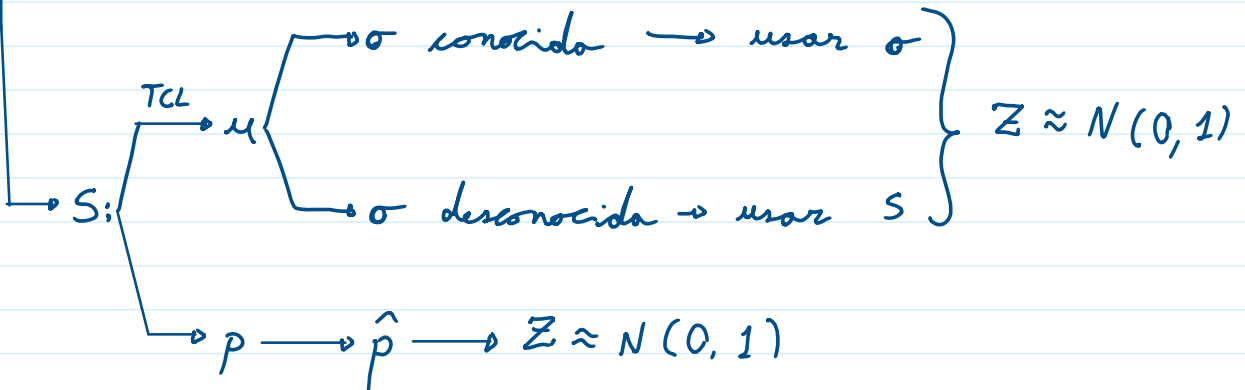 σ conocida → usar σ
TCL → μ
Z ≈ N(0, 1)
→ Si
σ desconocida → usar s
p → p̂ → Z ≈ N(0, 1)